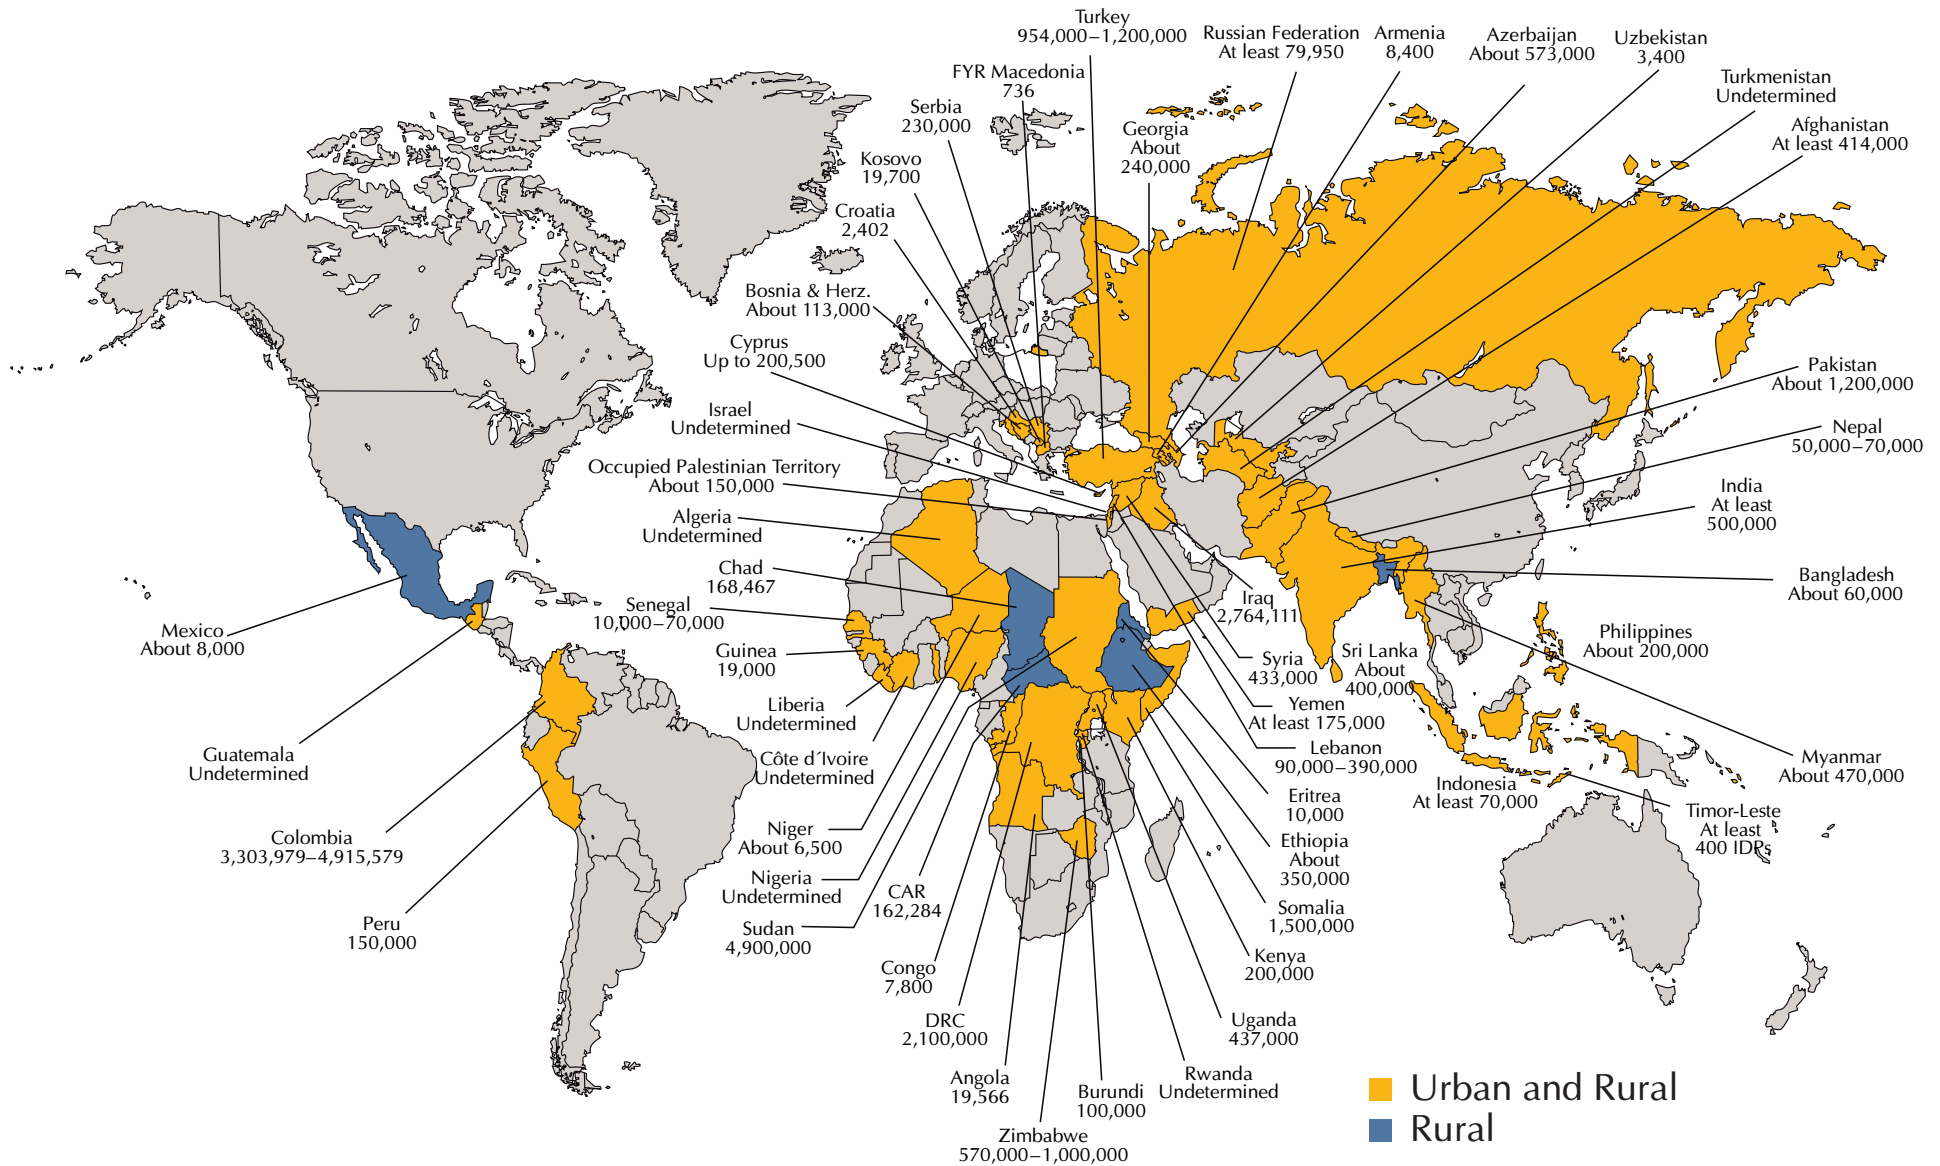 Turkey
954,000–1,200,000
Russian Federation
At least 79,950
Armenia
8,400
Azerbaijan
About 573,000
Uzbekistan
3,400
Turkmenistan
Undetermined
Afghanistan
At least 414,000
FYR Macedonia
736
Serbia
230,000
Georgia
About
240,000
Kosovo
19,700
Croatia
2,402
Bosnia & Herz.
About 113,000
Cyprus
Up to 200,500
Israel
Undetermined
Occupied Palestinian Territory
About 150,000
Algeria
Undetermined
Chad
168,467
Senegal
10,000–70,000
Guinea
19,000
Liberia
Undetermined
Côte d´Ivoire
Undetermined
Niger
About 6,500
Nigeria
Undetermined
Sudan
4,900,000
CAR
162,284
Congo
7,800
DRC
2,100,000
Angola
19,566
Zimbabwe
570,000–1,000,000
Burundi
100,000
Rwanda
Undetermined
Uganda
437,000
Kenya
200,000
Somalia
1,500,000
Ethiopia
About
350,000
Eritrea
10,000
Lebanon
90,000–390,000
Yemen
At least 175,000
Syria
433,000
Iraq
2,764,111
Pakistan
About 1,200,000
Nepal
50,000–70,000
India
At least
500,000
Bangladesh
About 60,000
Philippines
About 200,000
Sri Lanka
About
400,000
Myanmar
About 470,000
Indonesia
At least 70,000
Timor-Leste
At least
400 IDPs
Mexico
About 8,000
Guatemala
Undetermined
Colombia
3,303,979–4,915,579
Peru
150,000
Urban and Rural
Rural